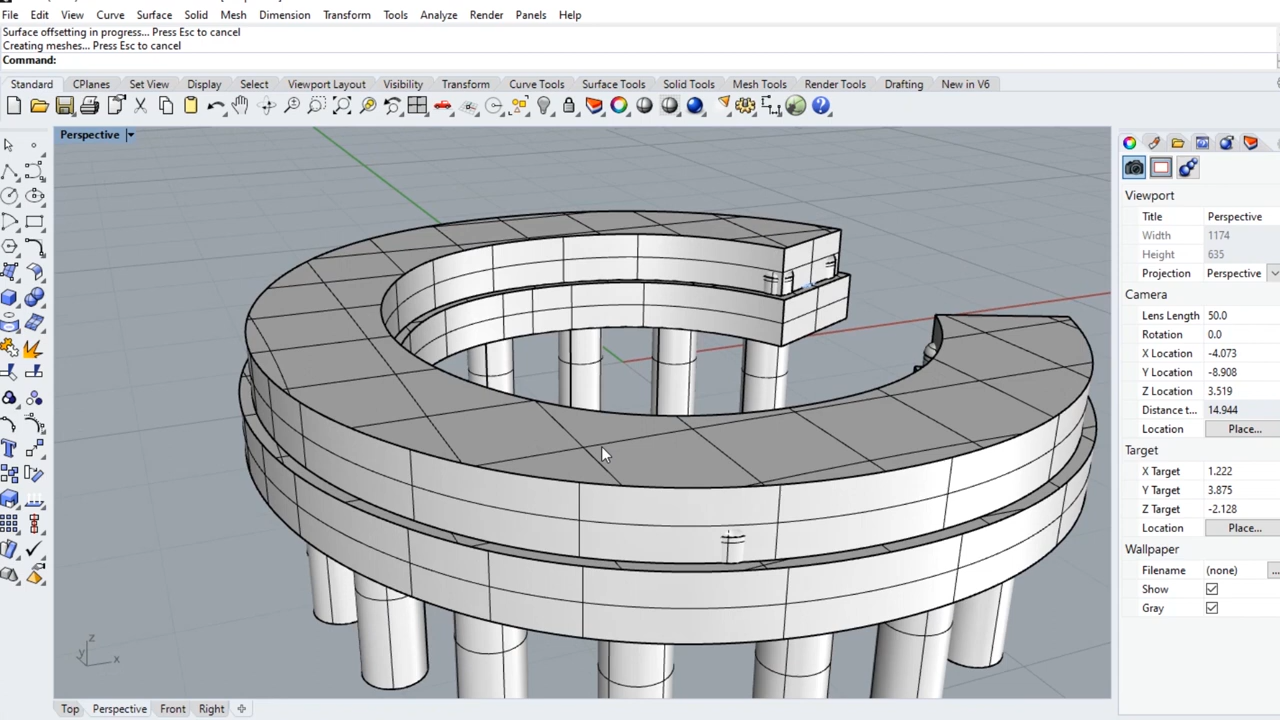 File Edit View Curve Surface Solid Mesh Dimension Transform Tools Analyze Render Panels Help
Surface offsetting in progress... Press Esc to cancel
Creating meshes... Press Esc to cancel
Command:
Standard CPlanes Set View Display Select Viewport Layout Visibility Transform Curve Tools Surface Tools Solid Tools Mesh Tools Render Tools Drafting New in V6
Perspective
Viewport
Title Perspective
Width 1174
Height 635
Projection Perspective
Camera
Lens Length 50.0
Rotation 0.0
X Location -4.073
Y Location -8.908
Z Location 3.519
Distance t... 14.944
Location Place...
Target
X Target 1.222
Y Target 3.875
Z Target -2.128
Location Place...
Wallpaper
Filename (none) ...
Show
Gray
z
y x
Top Perspective Front Right